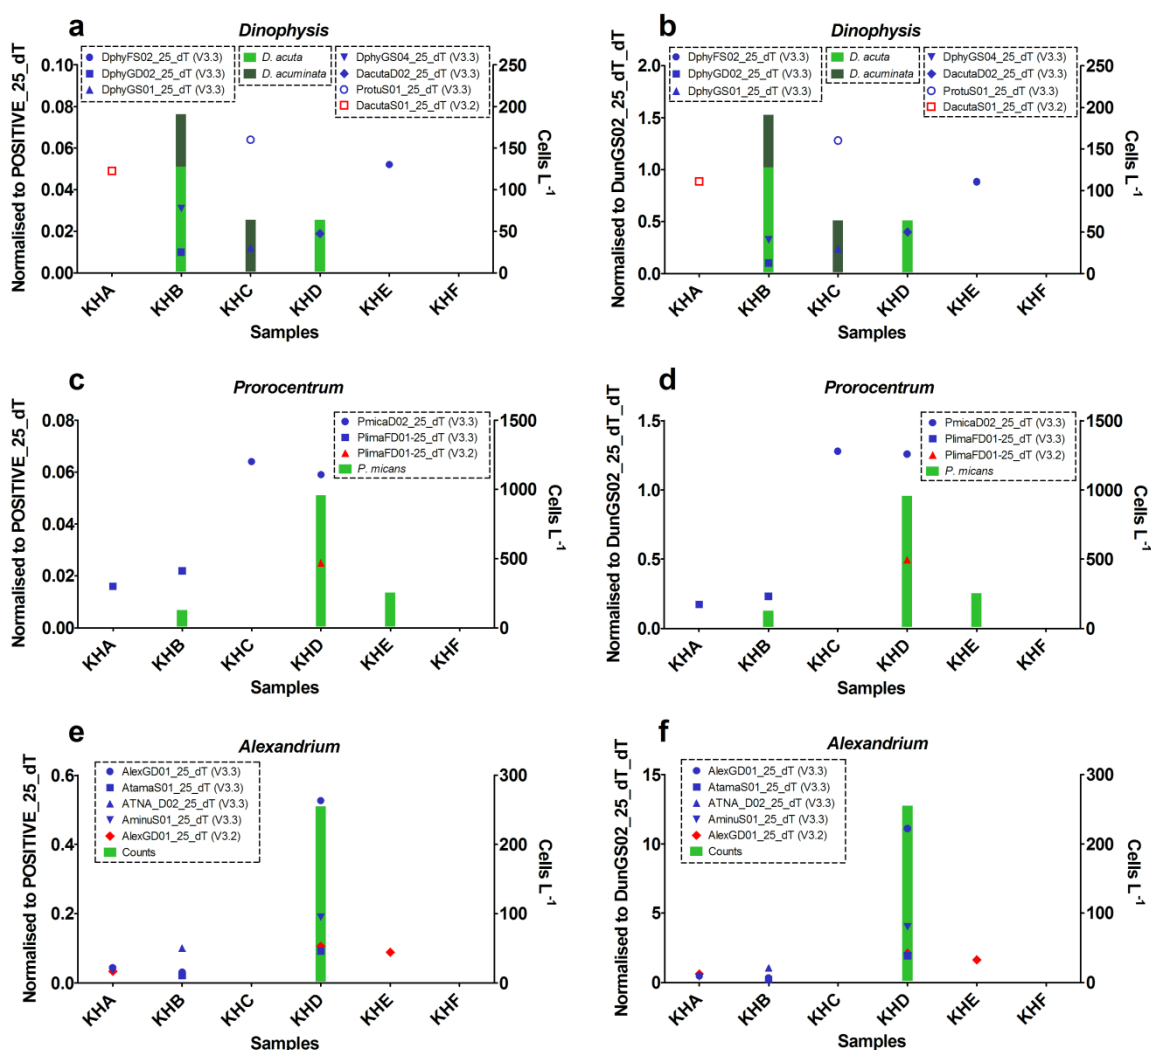 a
Dinophysis
DphyFS02_25_dT (V3.3)
DphyGD02_25_dT (V3.3)
DphyGS01_25_dT (V3.3)
D. acuta
D. acuminata
DphyGS04_25_dT (V3.3)
DacutaD02_25_dT (V3.3)
ProtuS01_25_dT (V3.3)
DacutaS01_25_dT (V3.2)
Normalised to POSITIVE_25_dT
0.10
0.08
0.06
0.04
0.02
0.00
250
200
150
100
50
0
Cells L-1
KHA KHB KHC KHD KHE KHF
Samples
b
Dinophysis
DphyFS02_25_dT (V3.3)
DphyGD02_25_dT (V3.3)
DphyGS01_25_dT (V3.3)
D. acuta
D. acuminata
DphyGS04_25_dT (V3.3)
DacutaD02_25_dT (V3.3)
ProtuS01_25_dT (V3.3)
DacutaS01_25_dT (V3.2)
Normalised to DunGS02_25_dT_dT
2.0
1.5
1.0
0.5
0.0
250
200
150
100
50
0
Cells L-1
KHA KHB KHC KHD KHE KHF
Samples
c
Prorocentrum
PmicaD02_25_dT (V3.3)
PlimaFD01-25_dT (V3.3)
PlimaFD01-25_dT (V3.2)
P. micans
Normalised to POSITIVE_25_dT
0.08
0.06
0.04
0.02
0.00
1500
1000
500
0
Cells L-1
KHA KHB KHC KHD KHE KHF
Samples
d
Prorocentrum
PmicaD02_25_dT (V3.3)
PlimaFD01-25_dT (V3.3)
PlimaFD01-25_dT (V3.2)
P. micans
Normalised to DunGS02_25_dT_dT
1.5
1.0
0.5
0.0
1500
1000
500
0
Cells L-1
KHA KHB KHC KHD KHE KHF
Samples
e
Alexandrium
AlexGD01_25_dT (V3.3)
AtamaS01_25_dT (V3.3)
ATNA_D02_25_dT (V3.3)
AminuS01_25_dT (V3.3)
AlexGD01_25_dT (V3.2)
Counts
Normalised to POSITIVE_25_dT
0.6
0.4
0.2
0.0
300
200
100
0
Cells L-1
KHA KHB KHC KHD KHE KHF
Samples
f
Alexandrium
AlexGD01_25_dT (V3.3)
AtamaS01_25_dT (V3.3)
ATNA_D02_25_dT (V3.3)
AminuS01_25_dT (V3.3)
AlexGD01_25_dT (V3.2)
Counts
Normalised to DunGS02_25_dT_dT
15
10
5
0
300
200
100
0
Cells L-1
KHA KHB KHC KHD KHE KHF
Samples